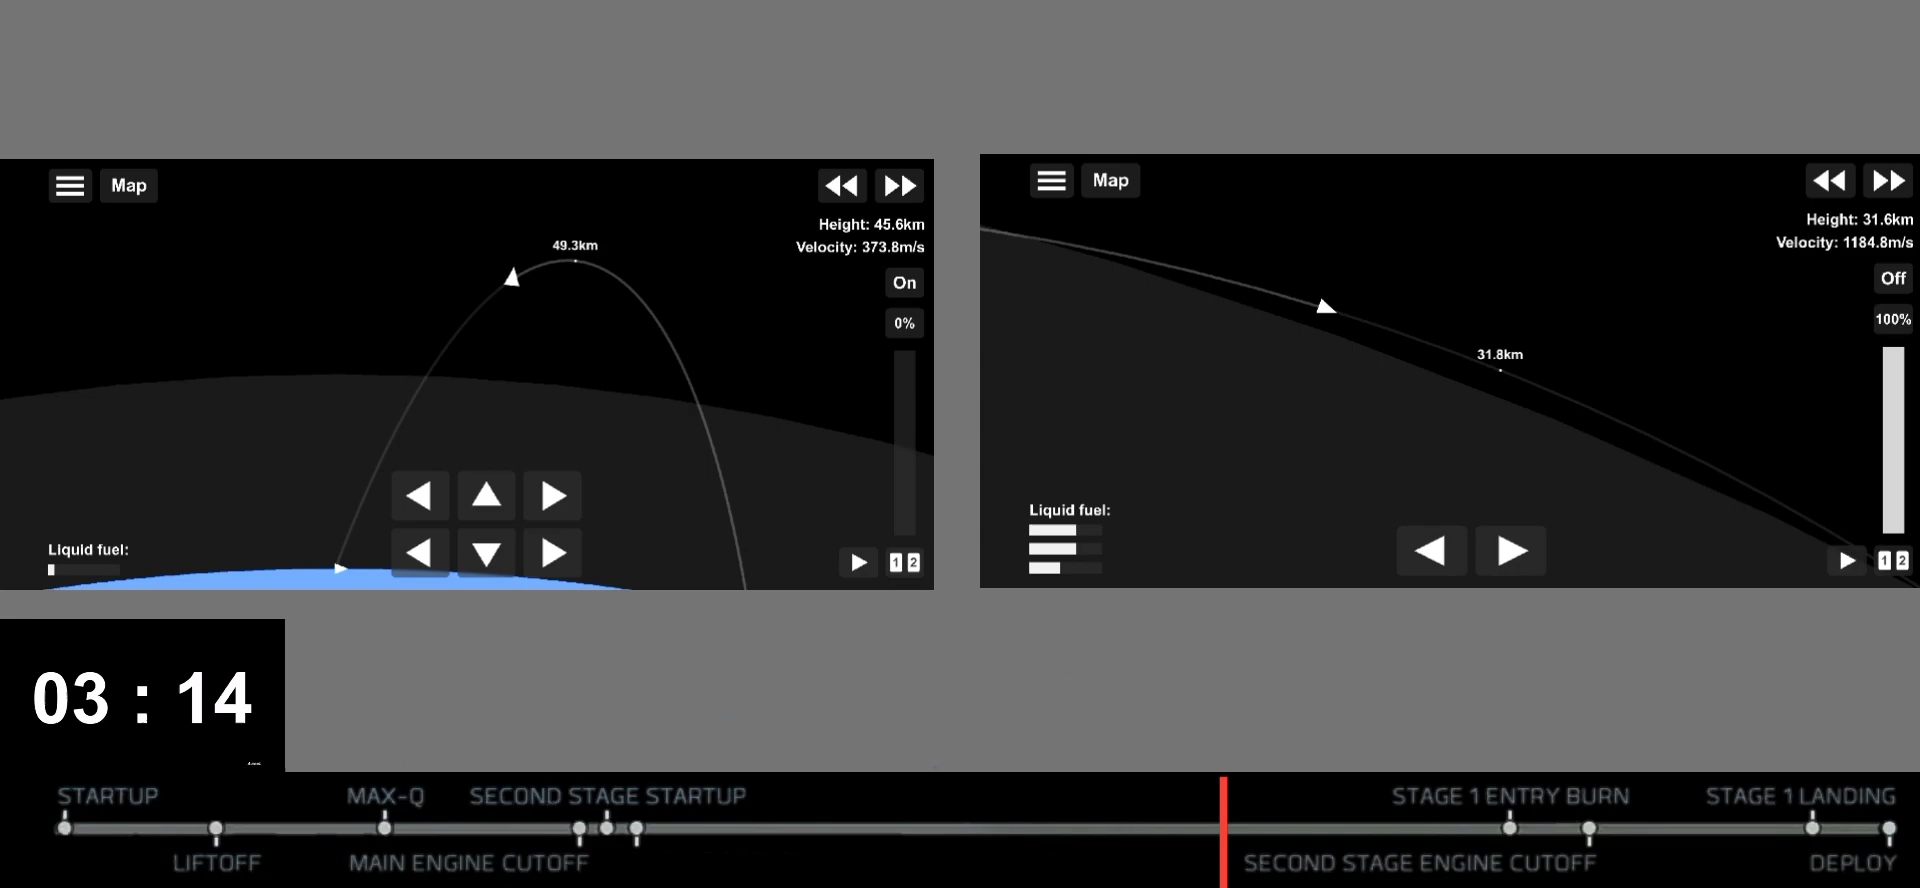 Map
Height: 45.6km
Velocity: 373.8m/s
49.3km
On
0%
Liquid fuel:
1 2
Map
Height: 31.6km
Velocity: 1184.8m/s
Off
31.8km
100%
Liquid fuel:
1 2
03 : 14
STARTUP
MAX-Q
SECOND STAGE STARTUP
STAGE 1 ENTRY BURN
STAGE 1 LANDING
LIFTOFF
MAIN ENGINE CUTOFF
SECOND STAGE ENGINE CUTOFF
DEPLOY